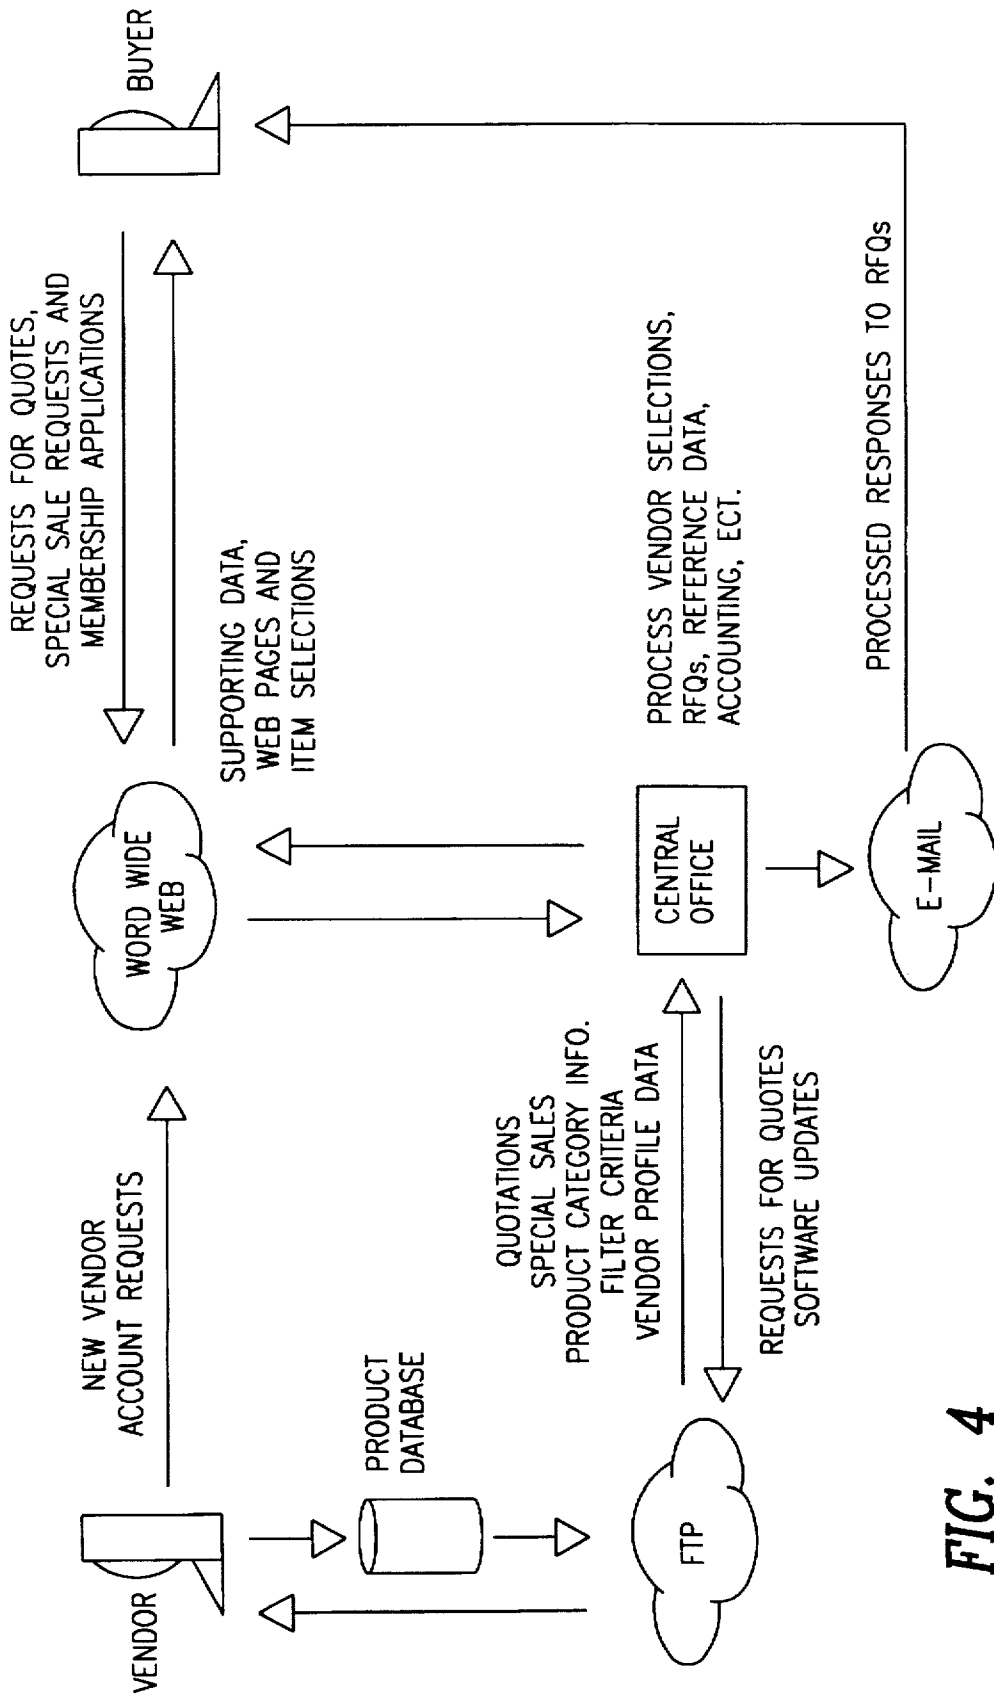 NEW VENDOR
ACCOUNT REQUESTS
REQUESTS FOR QUOTES,
SPECIAL SALE REQUESTS AND
MEMBERSHIP APPLICATIONS
VENDOR
WORD WIDE
WEB
BUYER
SUPPORTING DATA,
WEB PAGES AND
ITEM SELECTIONS
PRODUCT
DATABASE
QUOTATIONS
SPECIAL SALES
PRODUCT CATEGORY INFO.
FILTER CRITERIA
VENDOR PROFILE DATA
CENTRAL
OFFICE
PROCESS VENDOR SELECTIONS,
RFQs, REFERENCE DATA,
ACCOUNTING, ECT.
FTP
REQUESTS FOR QUOTES
SOFTWARE UPDATES
E-MAIL
PROCESSED RESPONSES TO RFQs
FIG. 4